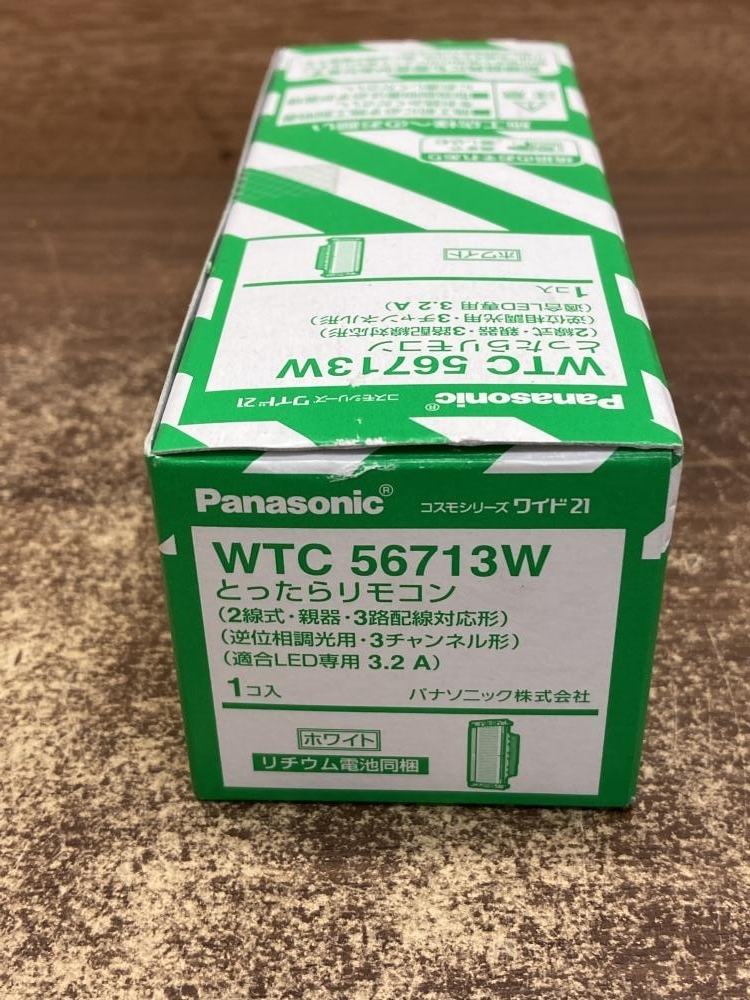 Panasonic® コスモシリーズ ワイド21
WTC 56713W
とったらリモコン
(2線式・親器・3路配線対応形)
(逆位相調光用・3チャンネル形)
(適合LED専用 3.2 A)
1コ入
ホワイト
Panasonic® コスモシリーズ ワイド21
WTC 56713W
とったらリモコン
(2線式・親器・3路配線対応形)
(逆位相調光用・3チャンネル形)
(適合LED専用 3.2 A)
1コ入 パナソニック株式会社
ホワイト
リチウム電池同梱